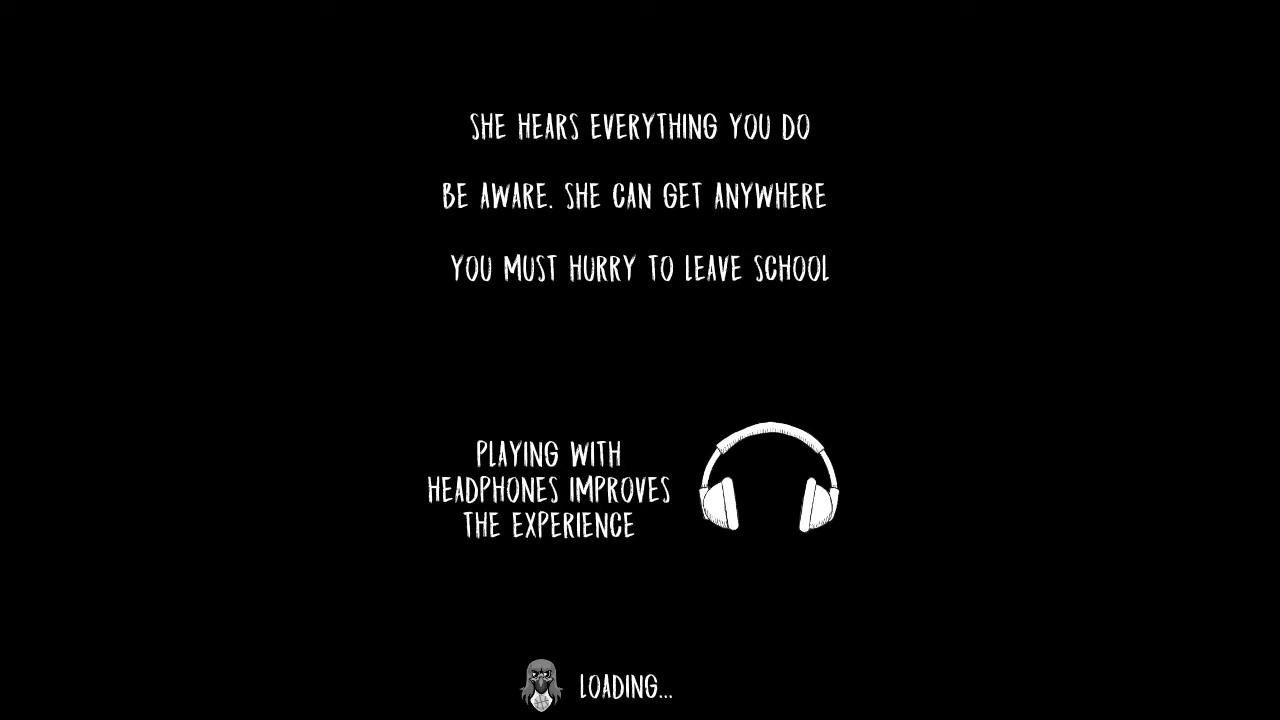 SHE HEARS EVERYTHING YOU DO
BE AWARE. SHE CAN GET ANYWHERE
YOU MUST HURRY TO LEAVE SCHOOL
PLAYING WITH
HEADPHONES IMPROVES
THE EXPERIENCE
LOADING...